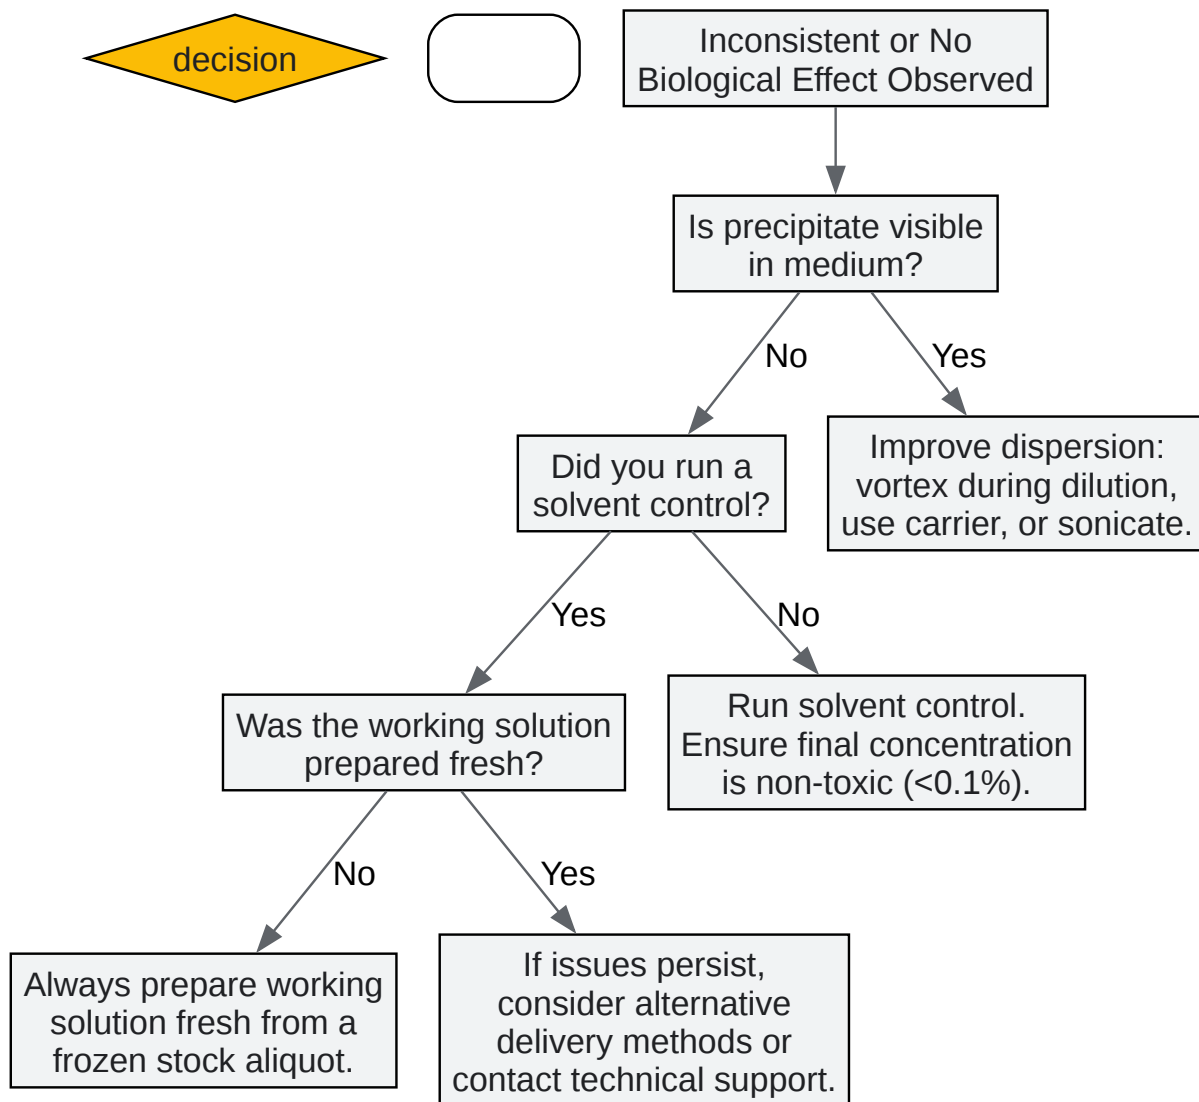 decision
Inconsistent or No
Biological Effect Observed
Is precipitate visible
in medium?
No
Yes
Improve dispersion:
vortex during dilution,
use carrier, or sonicate.
Did you run a
solvent control?
Yes
No
Was the working solution
prepared fresh?
Run solvent control.
Ensure final concentration
is non-toxic (<0.1%).
No
Yes
Always prepare working
solution fresh from a
frozen stock aliquot.
If issues persist,
consider alternative
delivery methods or
contact technical support.